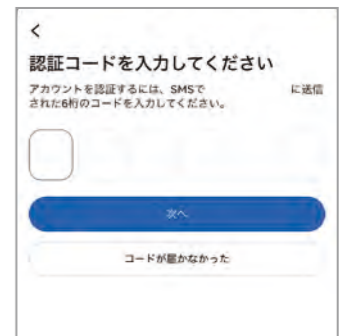 認証コードを入力してください
アカウントを認証するには、SMSで に送信
された6桁のコードを入力してください。
次へ
コードが届かなかった